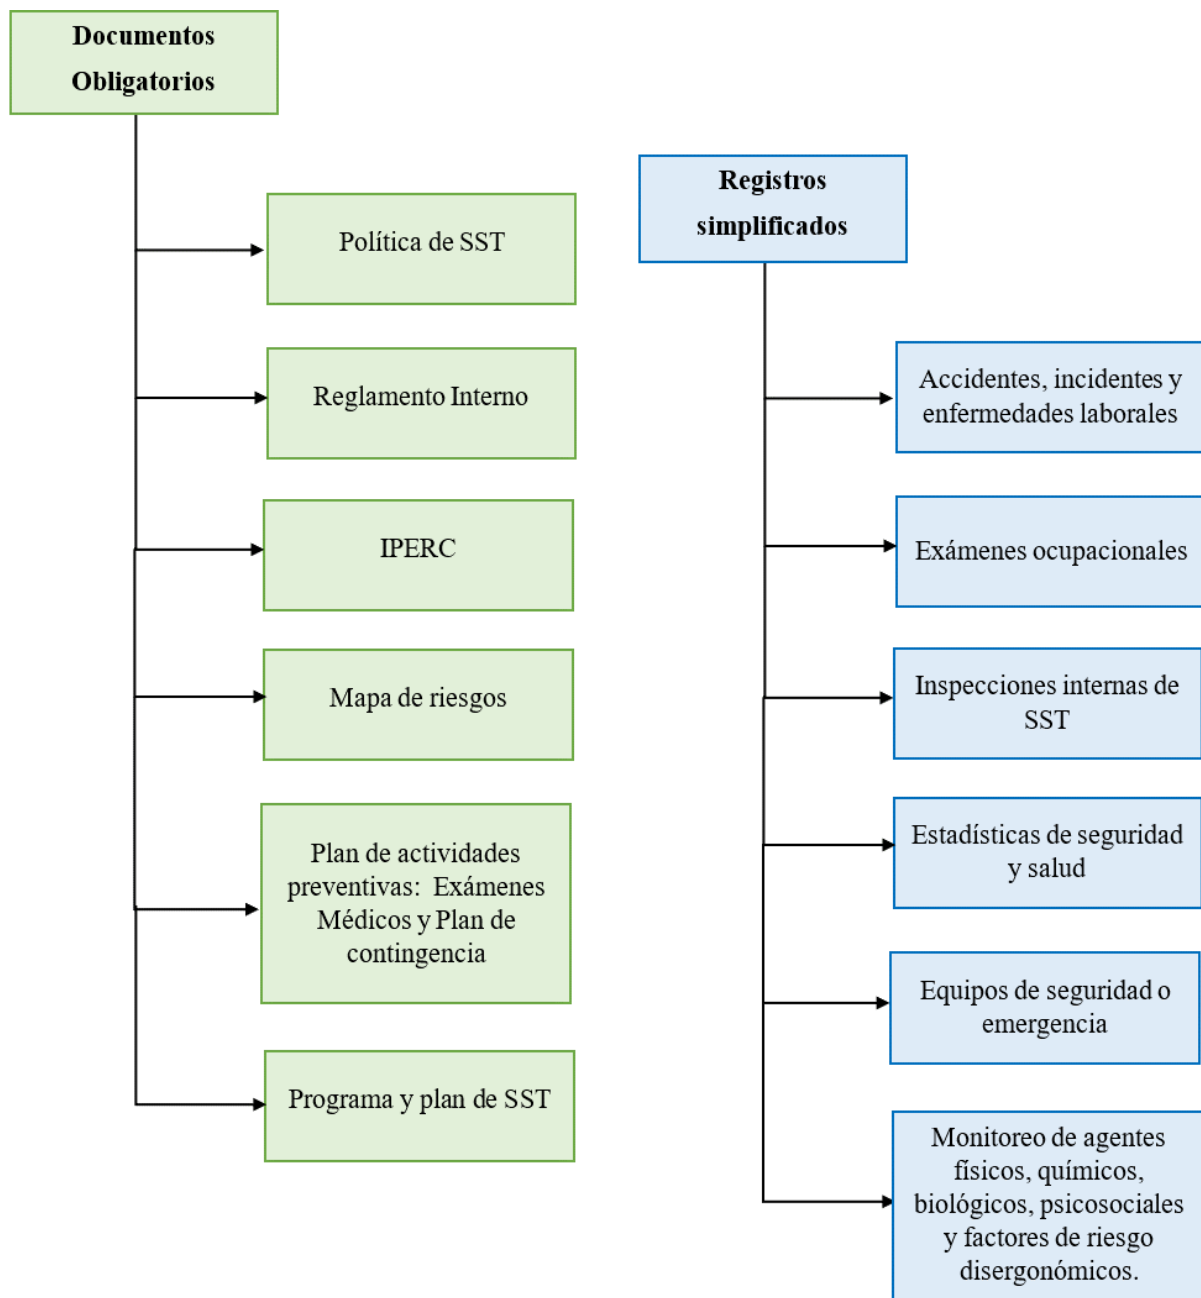 Documentos
Obligatorios
Política de SST
Reglamento Interno
IPERC
Mapa de riesgos
Plan de actividades
preventivas: Exámenes
Médicos y Plan de
contingencia
Programa y plan de SST
Registros
simplificados
Accidentes, incidentes y
enfermedades laborales
Exámenes ocupacionales
Inspecciones internas de
SST
Estadísticas de seguridad
y salud
Equipos de seguridad o
emergencia
Monitoreo de agentes
físicos, químicos,
biológicos, psicosociales
y factores de riesgo
disergonómicos.